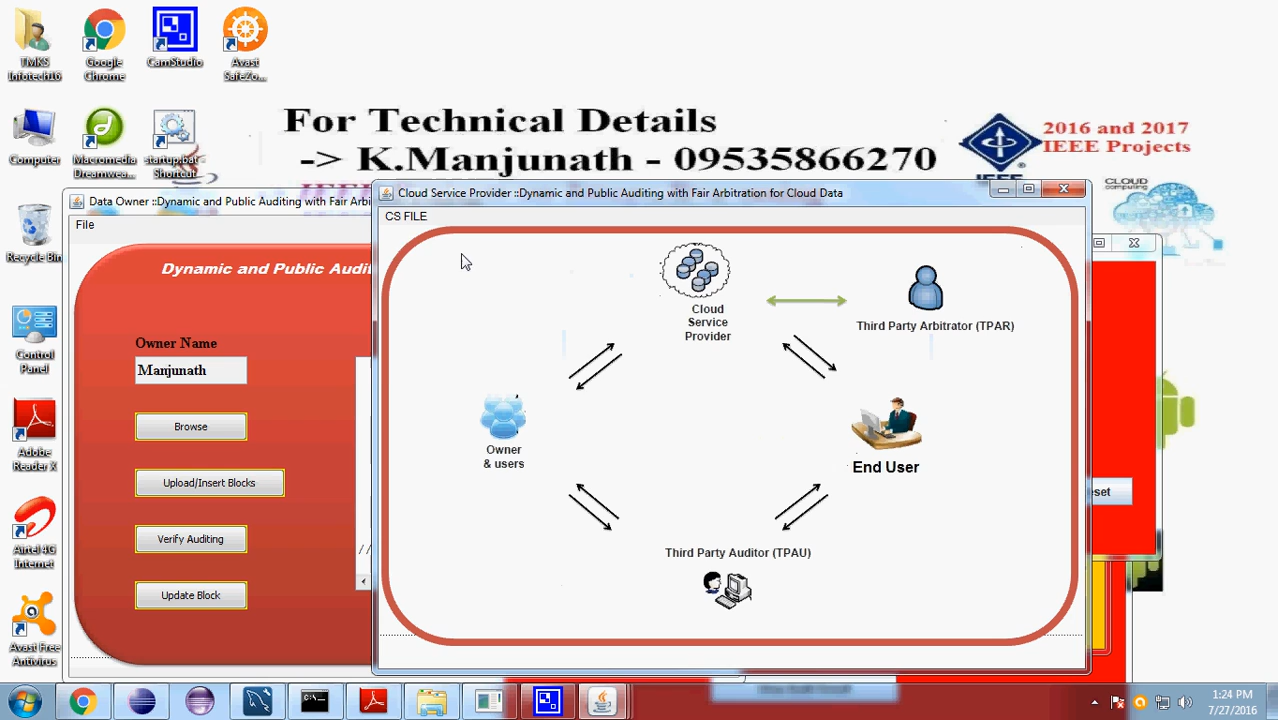 TMKS
Infotech16
Google
Chrome
CamStudio
Avast
SafeZo...
Computer
Macromedia
Dreamwea...
startup.bat -
Shortcut
Recycle Bin
Control
Panel
Adobe
Reader X
Airtel 4G
Internet
Avast Free
Antivirus
For Technical Details
-> K.Manjunath - 09535866270
2016 and 2017
IEEE Projects
IEEE
CLOUD
computing
Data Owner ::Dynamic and Public Auditing with Fair Arbi
File
Dynamic and Public Audi
Owner Name
Manjunath
Browse
Upload/Insert Blocks
Verify Auditing
Update Block
//
Cloud Service Provider ::Dynamic and Public Auditing with Fair Arbitration for Cloud Data
CS FILE
Cloud
Service
Provider
Third Party Arbitrator (TPAR)
Owner
& users
End User
Third Party Auditor (TPAU)
eset
1:24 PM
7/27/2016